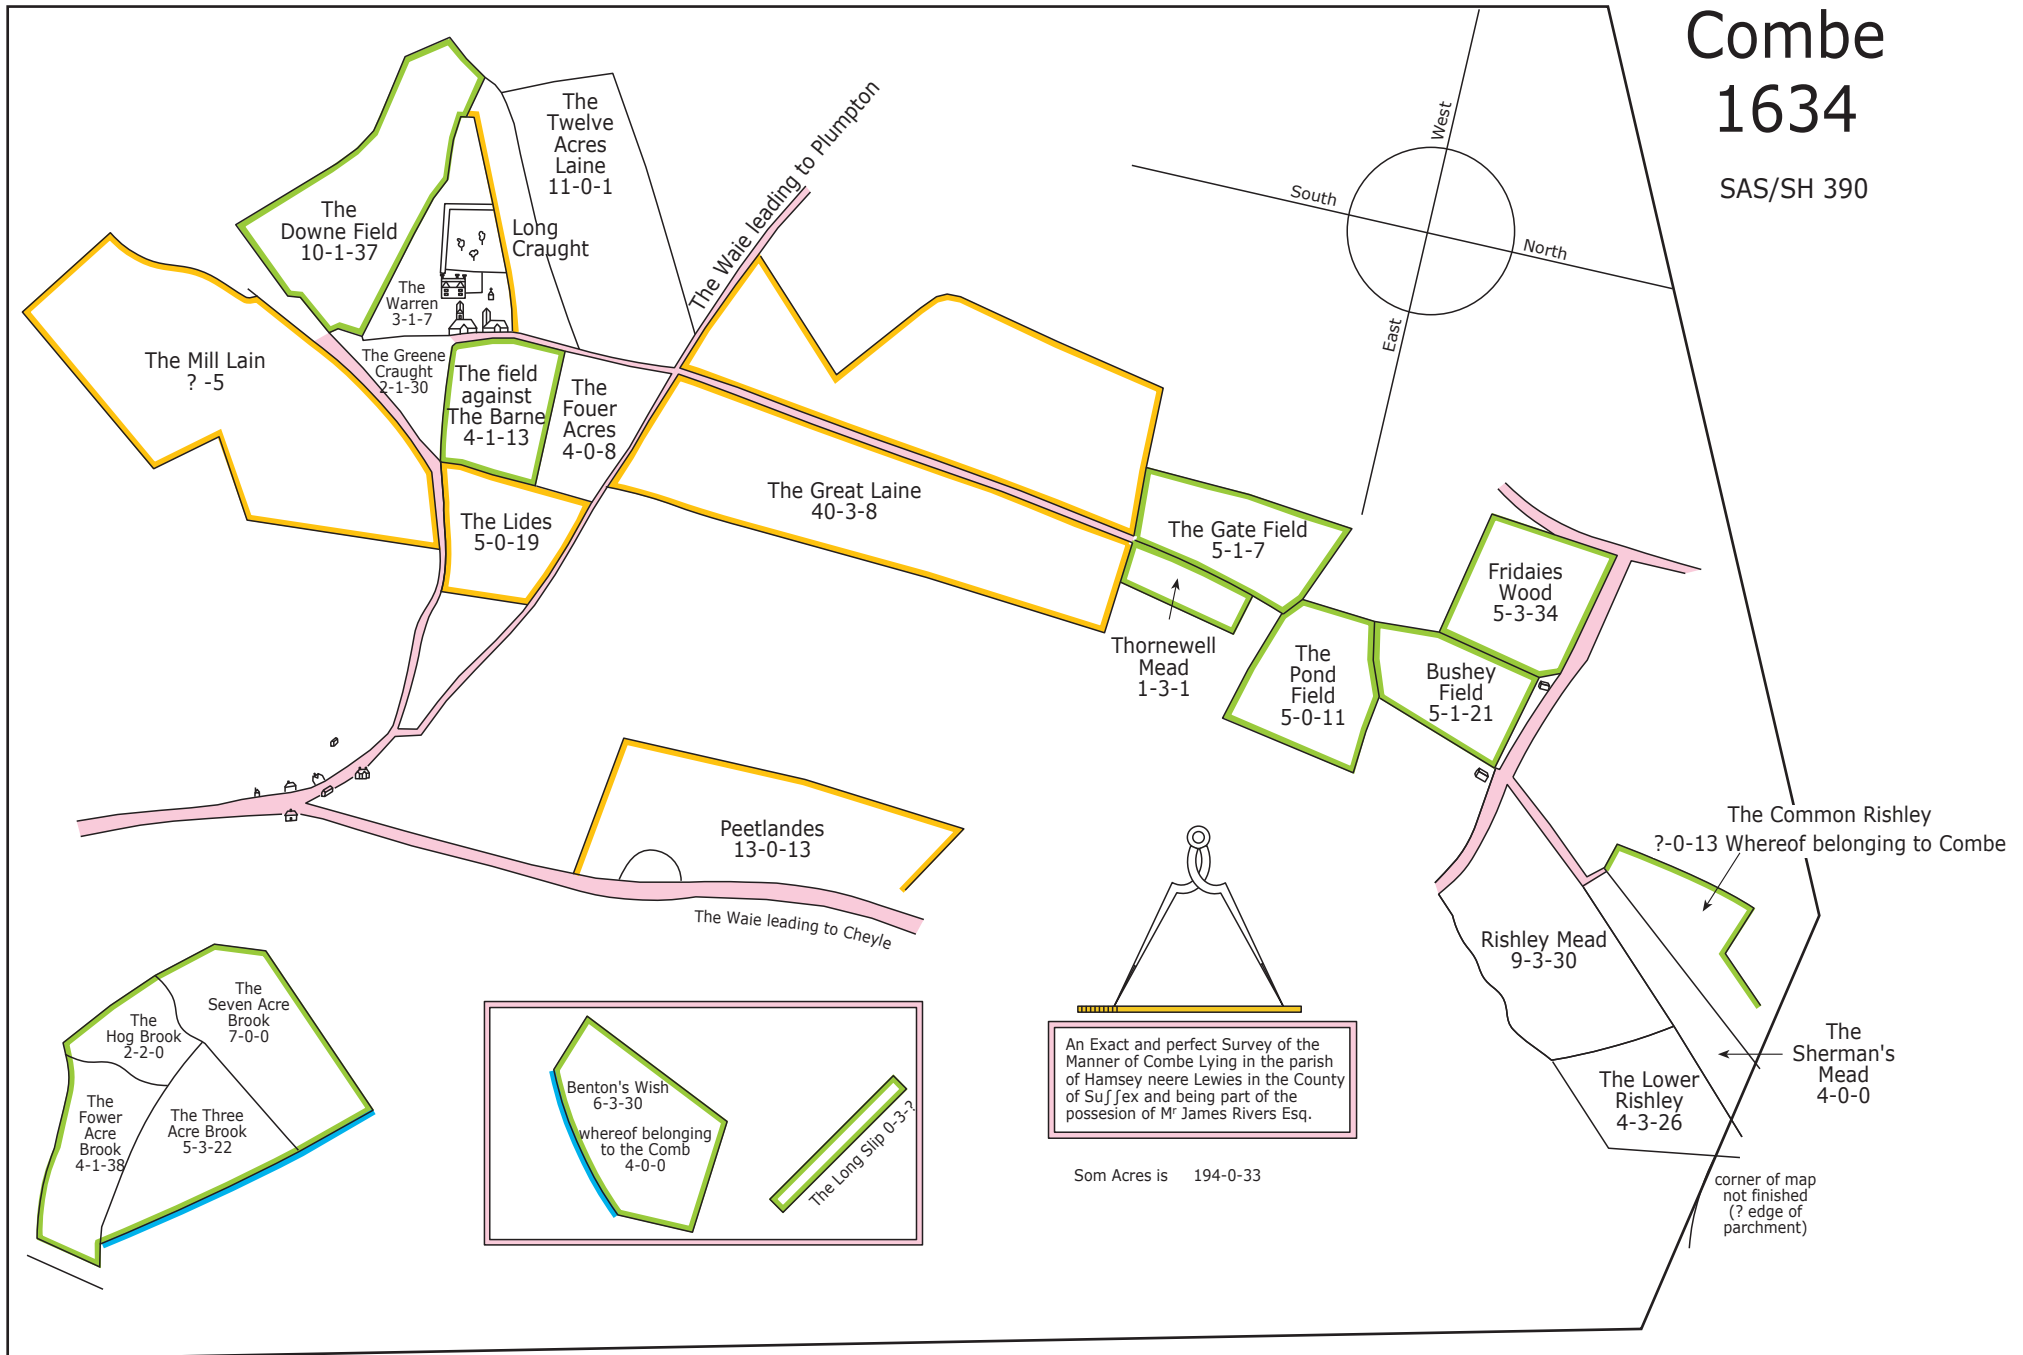 Combe
1634
SAS/SH 390
The
Twelve
Acres
Laine
11-0-1
The
Downe Field
10-1-37
Long
Craught
The Waie leading to Plumpton
The
Warren
3-1-7
The Mill Lain
? -5
The Greene
Craught
2-1-30
The field
against
The Barne
4-1-13
The
Fouer
Acres
4-0-8
West
South
North
East
The Great Laine
40-3-8
The Lides
5-0-19
The Gate Field
5-1-7
Fridaies
Wood
5-3-34
Thornewell
Mead
1-3-1
The
Pond
Field
5-0-11
Bushey
Field
5-1-21
Peetlandes
13-0-13
The Waie leading to Cheyle
The Common Rishley
?-0-13 Whereof belonging to Combe
Rishley Mead
9-3-30
The
Sherman's
Mead
4-0-0
The Lower
Rishley
4-3-26
corner of map
not finished
(? edge of
parchment)
The
Seven Acre
Brook
7-0-0
The
Hog Brook
2-2-0
The
Fower
Acre
Brook
4-1-38
The Three
Acre Brook
5-3-22
Benton's Wish
6-3-30
whereof belonging
to the Comb
4-0-0
The Long Slip 0-3-?
An Exact and perfect Survey of the
Manner of Combe Lying in the parish
of Hamsey neere Lewies in the County
of Su∫∫ex and being part of the
possesion of Mʳ James Rivers Esq.
Som Acres is 194-0-33